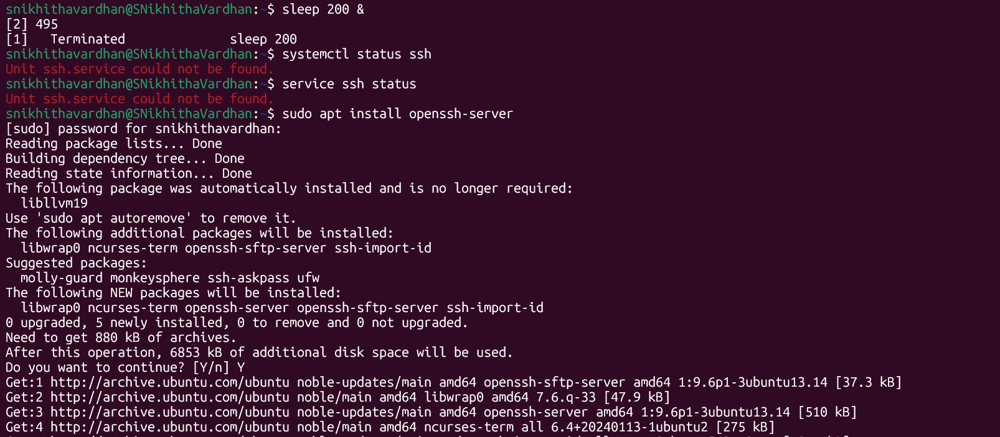 snikhithavardhan@SNikhithaVardhan:~$ sleep 200 &
[2] 495
[1]   Terminated              sleep 200
snikhithavardhan@SNikhithaVardhan:~$ systemctl status ssh
Unit ssh.service could not be found.
snikhithavardhan@SNikhithaVardhan:~$ service ssh status
Unit ssh.service could not be found.
snikhithavardhan@SNikhithaVardhan:~$ sudo apt install openssh-server
[sudo] password for snikhithavardhan:
Reading package lists... Done
Building dependency tree... Done
Reading state information... Done
The following package was automatically installed and is no longer required:
  libllvm19
Use 'sudo apt autoremove' to remove it.
The following additional packages will be installed:
  libwrap0 ncurses-term openssh-sftp-server ssh-import-id
Suggested packages:
  molly-guard monkeysphere ssh-askpass ufw
The following NEW packages will be installed:
  libwrap0 ncurses-term openssh-server openssh-sftp-server ssh-import-id
0 upgraded, 5 newly installed, 0 to remove and 0 not upgraded.
Need to get 880 kB of archives.
After this operation, 6853 kB of additional disk space will be used.
Do you want to continue? [Y/n] Y
Get:1 http://archive.ubuntu.com/ubuntu noble-updates/main amd64 openssh-sftp-server amd64 1:9.6p1-3ubuntu13.14 [37.3 kB]
Get:2 http://archive.ubuntu.com/ubuntu noble/main amd64 libwrap0 amd64 7.6.q-33 [47.9 kB]
Get:3 http://archive.ubuntu.com/ubuntu noble-updates/main amd64 openssh-server amd64 1:9.6p1-3ubuntu13.14 [510 kB]
Get:4 http://archive.ubuntu.com/ubuntu noble/main amd64 ncurses-term all 6.4+20240113-1ubuntu2 [275 kB]